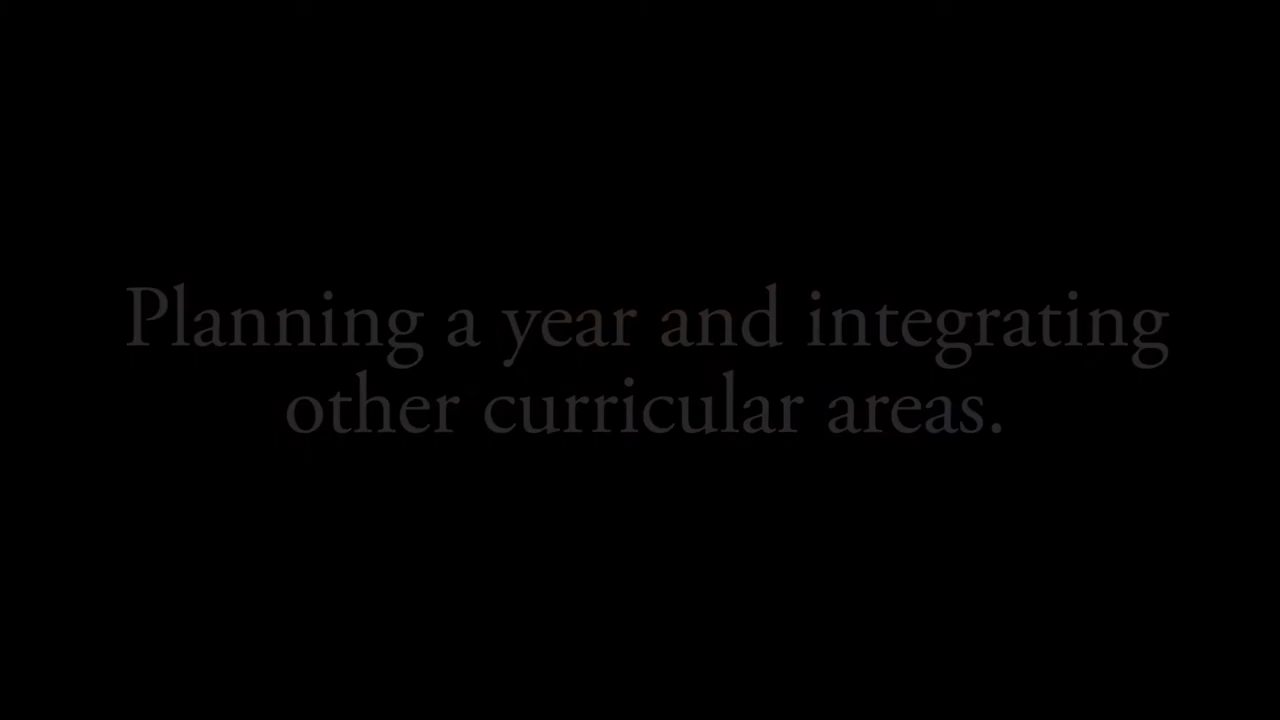 Planning a year and integrating
other curricular areas.